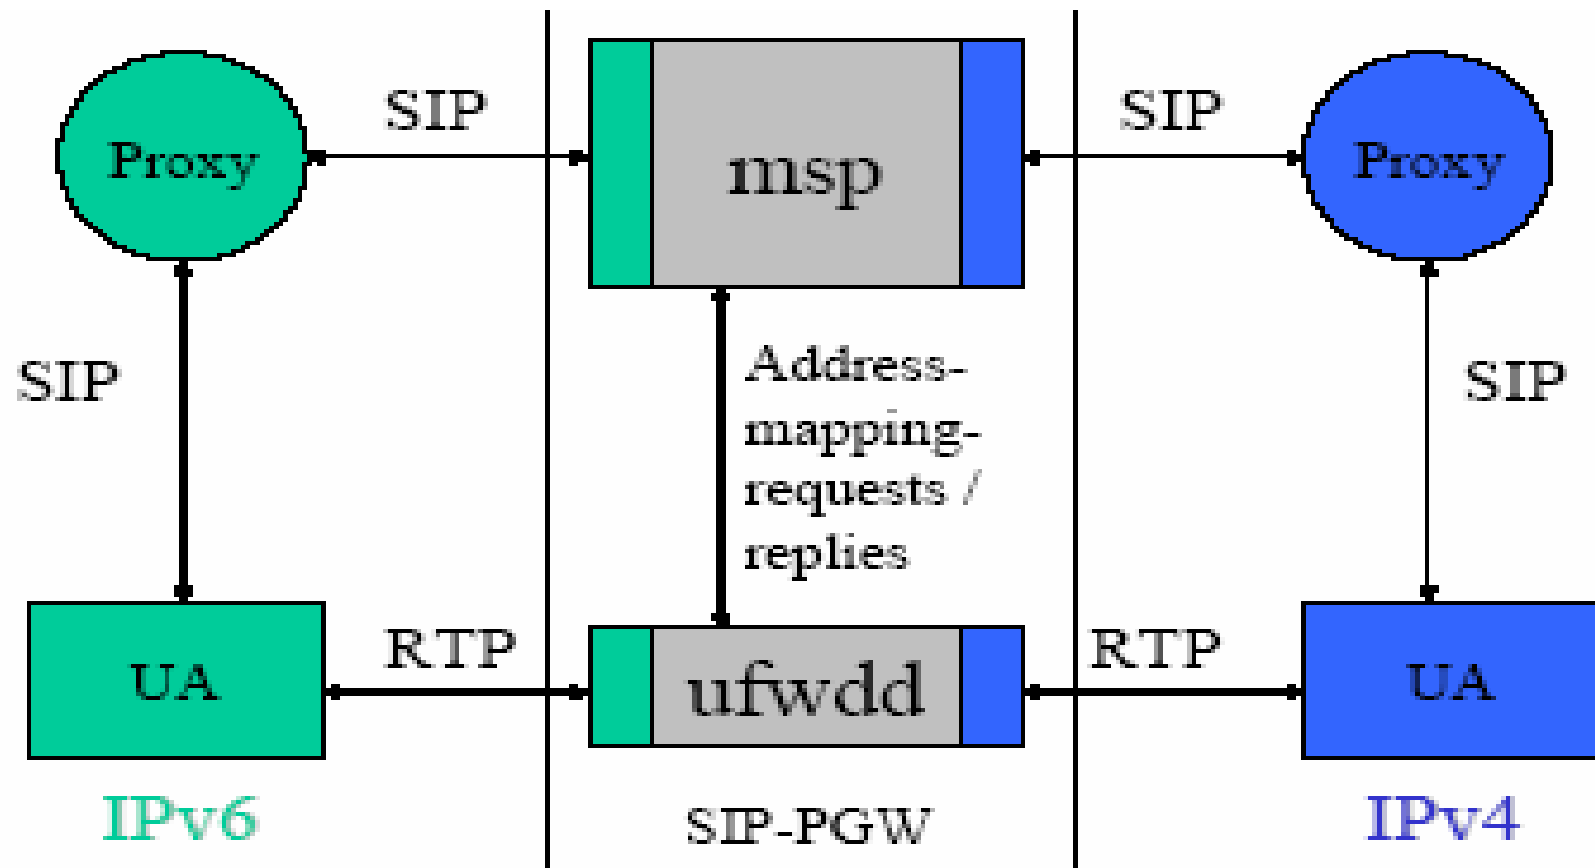 SIP
SIP
Proxy
msp
Proxy
SIP
Address-
mapping-
requests /
replies
SIP
RTP
RTP
UA
ufwdd
UA
IPv6
SIP-PGW
IPv4